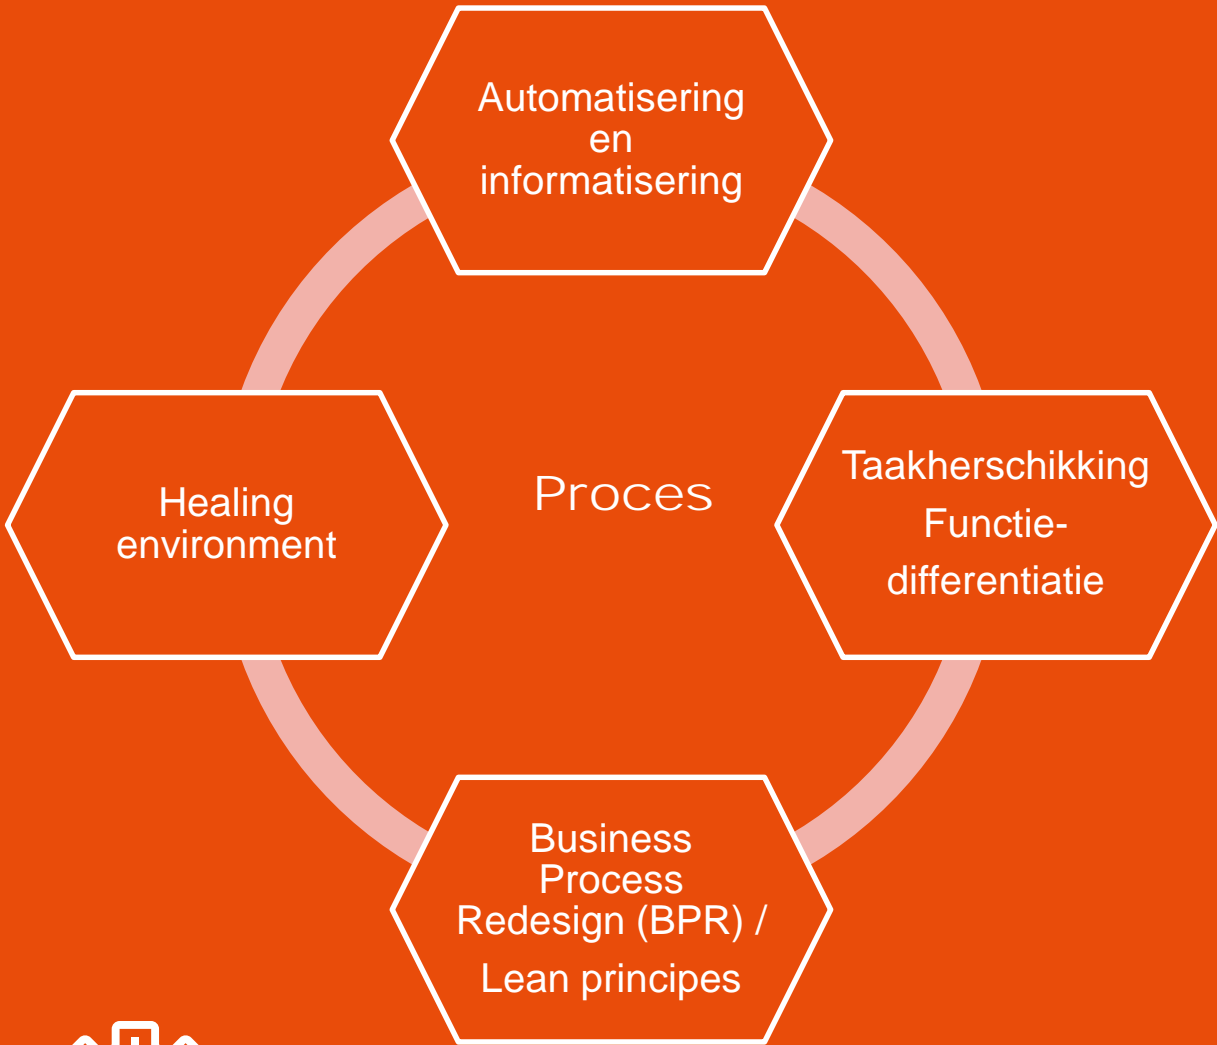 Automatisering
en
informatisering
Healing
environment
Proces
Taakherschikking
Functie-
differentiatie
Business
Process
Redesign (BPR) /
Lean principes